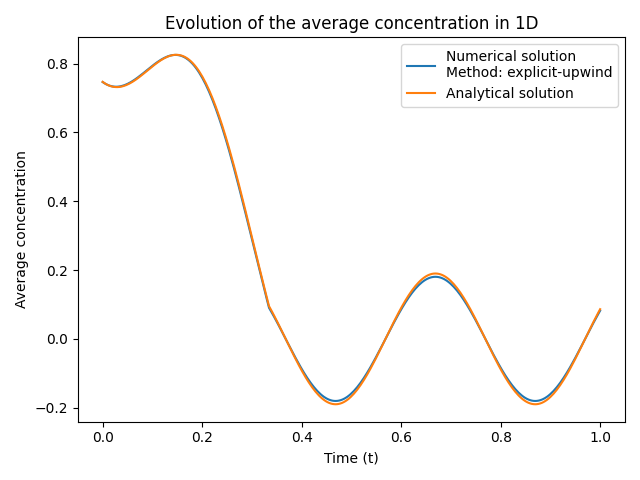 Evolution of the average concentration in 1D
Numerical solution
Method: explicit-upwind
Analytical solution
Average concentration
0.8
0.6
0.4
0.2
0.0
−0.2
0.0 0.2 0.4 0.6 0.8 1.0
Time (t)